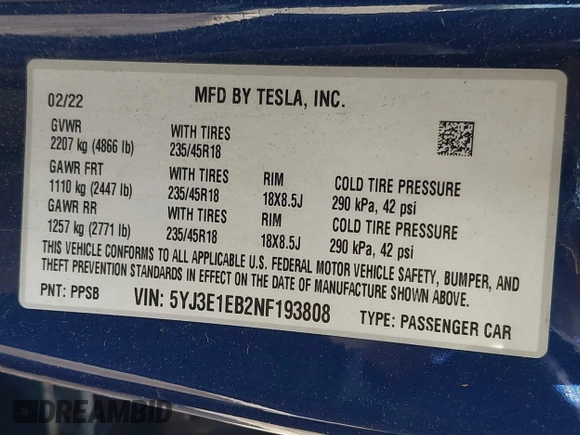 02/22 MFD BY TESLA, INC.
GVWR WITH TIRES
2207 kg (4866 lb) 235/45R18
GAWR FRT WITH TIRES RIM COLD TIRE PRESSURE
1110 kg (2447 lb) 235/45R18 18X8.5J 290 kPa, 42 psi
GAWR RR WITH TIRES RIM COLD TIRE PRESSURE
1257 kg (2771 lb) 235/45R18 18X8.5J 290 kPa, 42 psi
THIS VEHICLE CONFORMS TO ALL APPLICABLE U.S. FEDERAL MOTOR VEHICLE SAFETY, BUMPER, AND
THEFT PREVENTION STANDARDS IN EFFECT ON THE DATE OF MANUFACTURE SHOWN ABOVE.
PNT: PPSB VIN: 5YJ3E1EB2NF193808 TYPE: PASSENGER CAR
DREAMBID